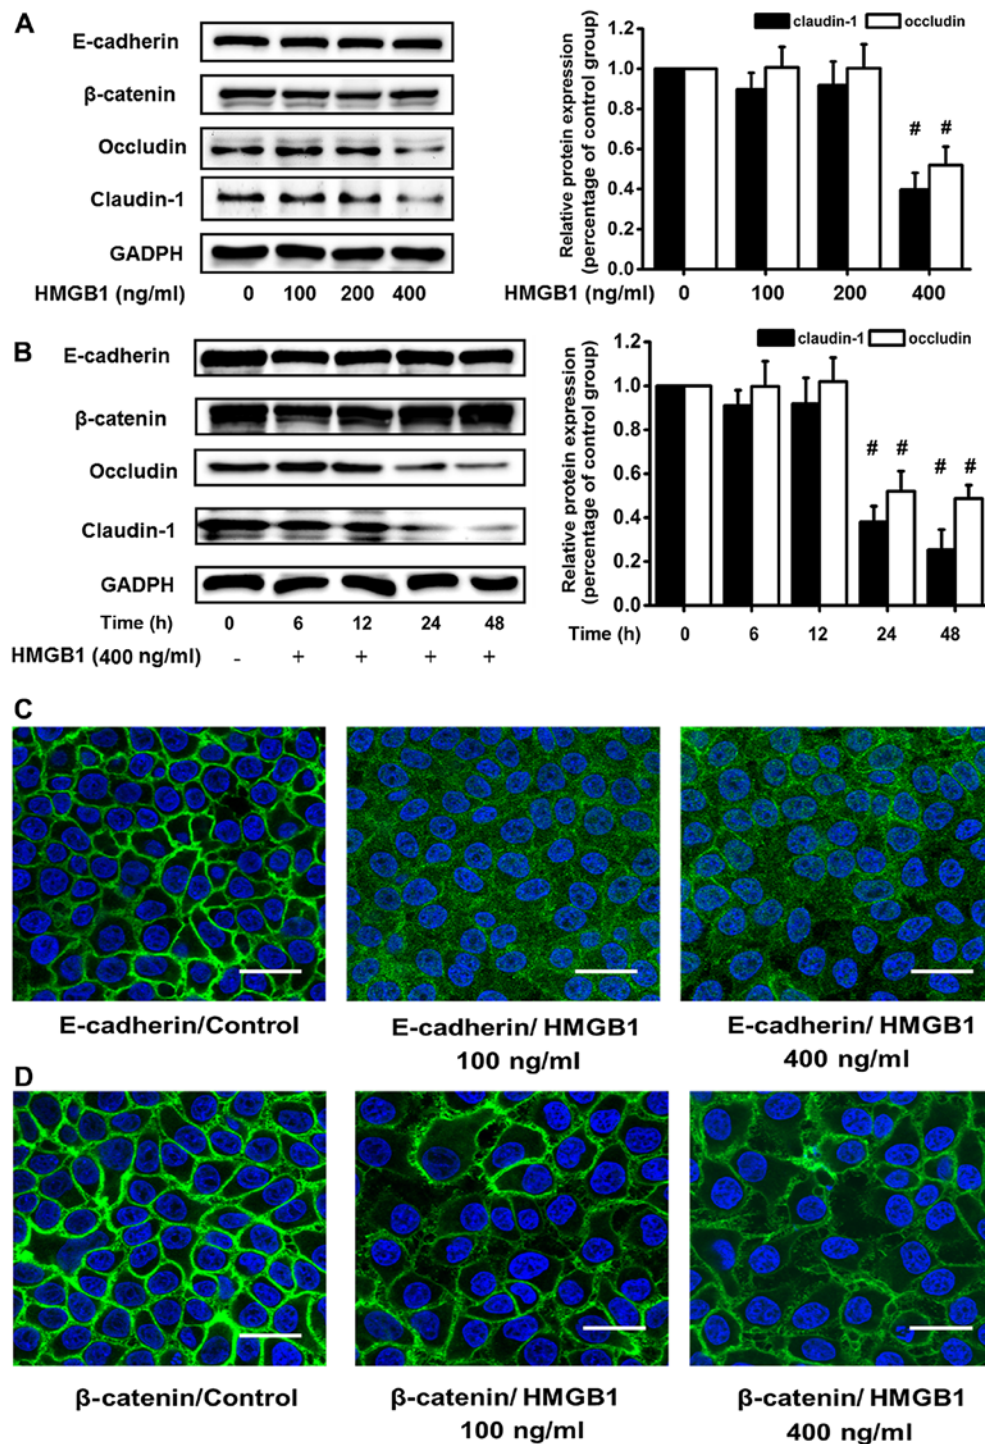 A
E-cadherin
β-catenin
Occludin
Claudin-1
GADPH
HMGB1 (ng/ml) 0 100 200 400
claudin-1 occludin
Relative protein expression
(percentage of control group)
1.2
1.0
0.8
0.6
0.4
0.2
0.0
# #
HMGB1 (ng/ml) 0 100 200 400
B
E-cadherin
β-catenin
Occludin
Claudin-1
GADPH
Time (h) 0 6 12 24 48
HMGB1 (400 ng/ml) - + + + +
claudin-1 occludin
Relative protein expression
(percentage of control group)
1.2
1.0
0.8
0.6
0.4
0.2
0.0
# # # #
Time (h) 0 6 12 24 48
C
E-cadherin/Control
E-cadherin/ HMGB1
100 ng/ml
E-cadherin/ HMGB1
400 ng/ml
D
β-catenin/Control
β-catenin/ HMGB1
100 ng/ml
β-catenin/ HMGB1
400 ng/ml